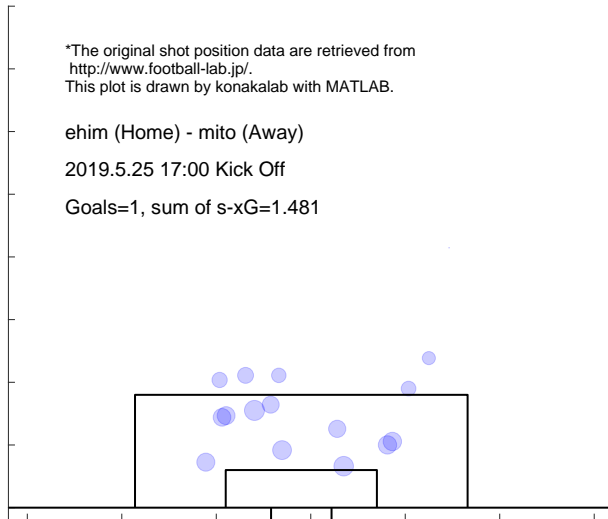 *The original shot position data are retrieved from
http://www.football-lab.jp/.
This plot is drawn by konakalab with MATLAB.
ehim (Home) - mito (Away)
2019.5.25 17:00 Kick Off
Goals=1, sum of s-xG=1.481